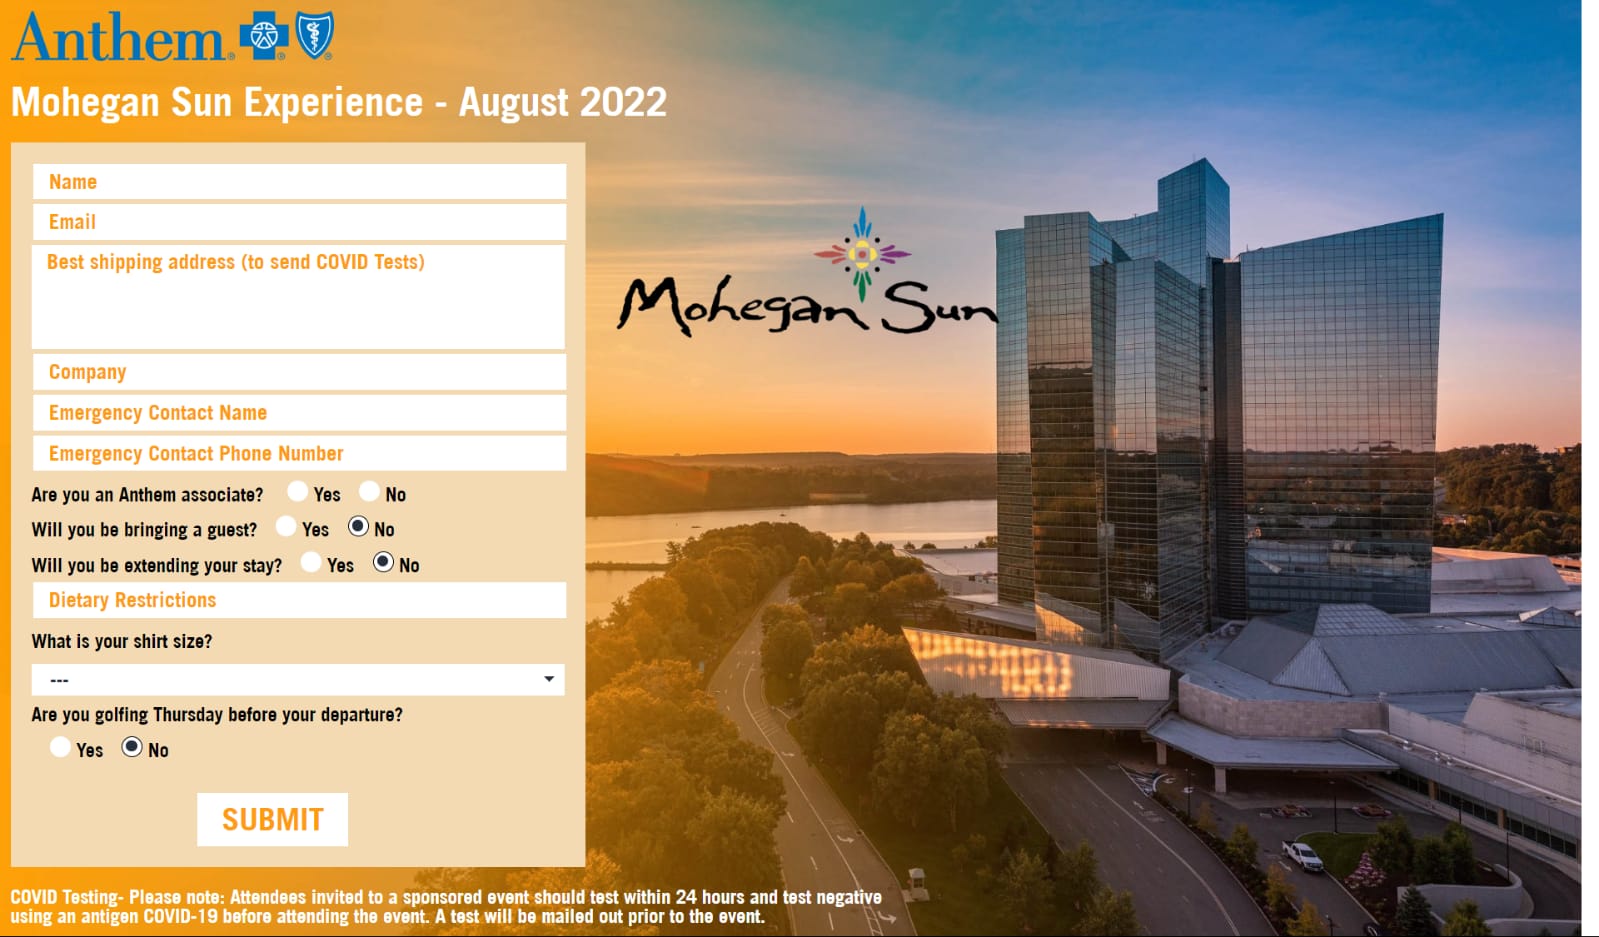 Anthem
Mohegan Sun Experience - August 2022
Name
Email
Best shipping address (to send COVID Tests)
Mohegan Sun
Company
Emergency Contact Name
Emergency Contact Phone Number
Are you an Anthem associate? Yes No
Will you be bringing a guest? Yes No
Will you be extending your stay? Yes No
Dietary Restrictions
What is your shirt size?
---
Are you golfing Thursday before your departure?
Yes No
SUBMIT
COVID Testing- Please note: Attendees invited to a sponsored event should test within 24 hours and test negative
using an antigen COVID-19 before attending the event. A test will be mailed out prior to the event.